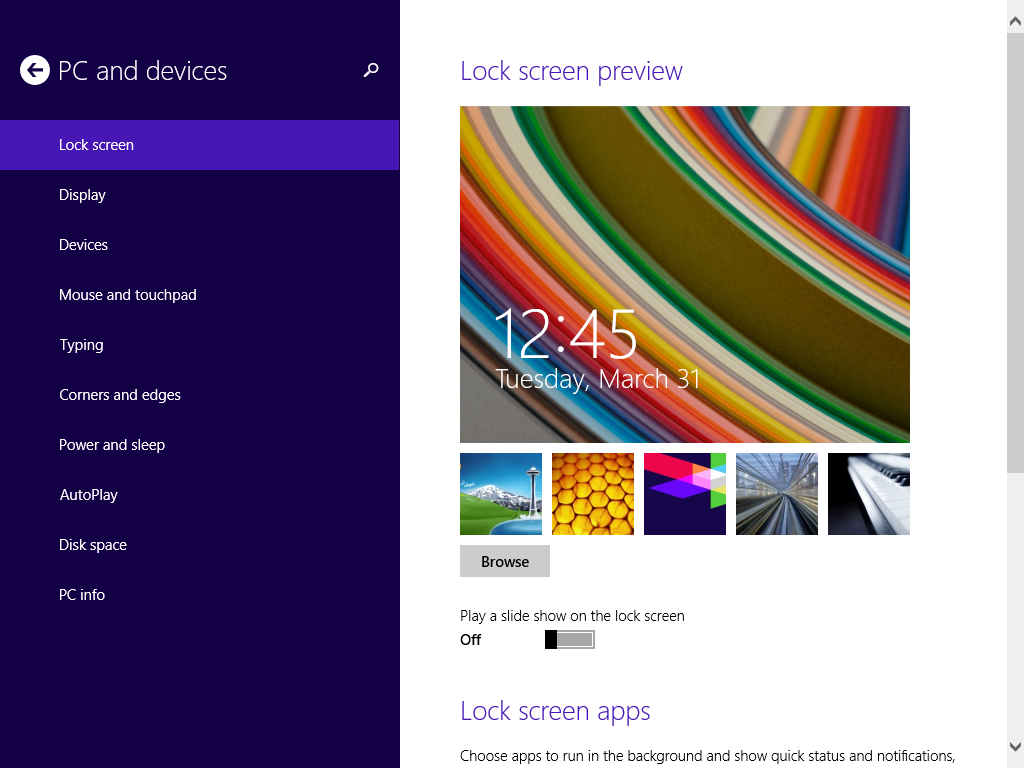 PC and devices
Lock screen
Display
Devices
Mouse and touchpad
Typing
Corners and edges
Power and sleep
AutoPlay
Disk space
PC info
Lock screen preview
12:45
Tuesday, March 31
Browse
Play a slide show on the lock screen
Off
Lock screen apps
Choose apps to run in the background and show quick status and notifications,